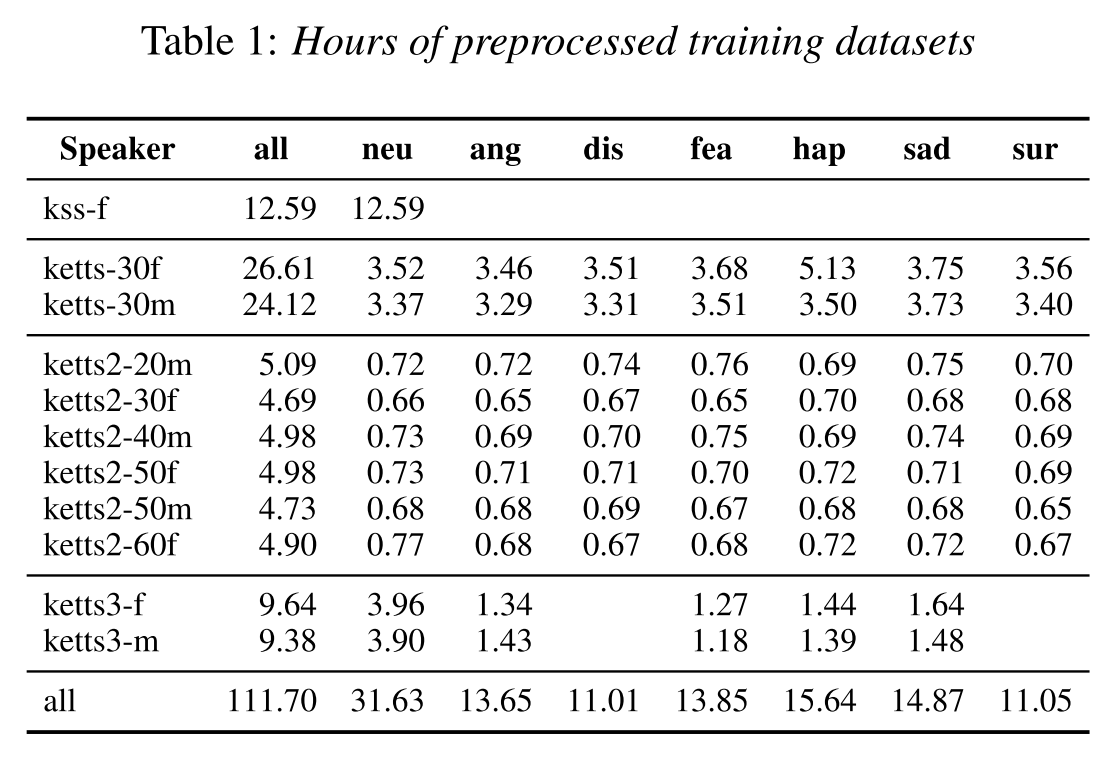 Table 1: Hours of preprocessed training datasets
Speaker all neu ang dis fea hap sad sur
kss-f 12.59 12.59
ketts-30f 26.61 3.52 3.46 3.51 3.68 5.13 3.75 3.56
ketts-30m 24.12 3.37 3.29 3.31 3.51 3.50 3.73 3.40
ketts2-20m 5.09 0.72 0.72 0.74 0.76 0.69 0.75 0.70
ketts2-30f 4.69 0.66 0.65 0.67 0.65 0.70 0.68 0.68
ketts2-40m 4.98 0.73 0.69 0.70 0.75 0.69 0.74 0.69
ketts2-50f 4.98 0.73 0.71 0.71 0.70 0.72 0.71 0.69
ketts2-50m 4.73 0.68 0.68 0.69 0.67 0.68 0.68 0.65
ketts2-60f 4.90 0.77 0.68 0.67 0.68 0.72 0.72 0.67
ketts3-f 9.64 3.96 1.34 1.27 1.44 1.64
ketts3-m 9.38 3.90 1.43 1.18 1.39 1.48
all 111.70 31.63 13.65 11.01 13.85 15.64 14.87 11.05